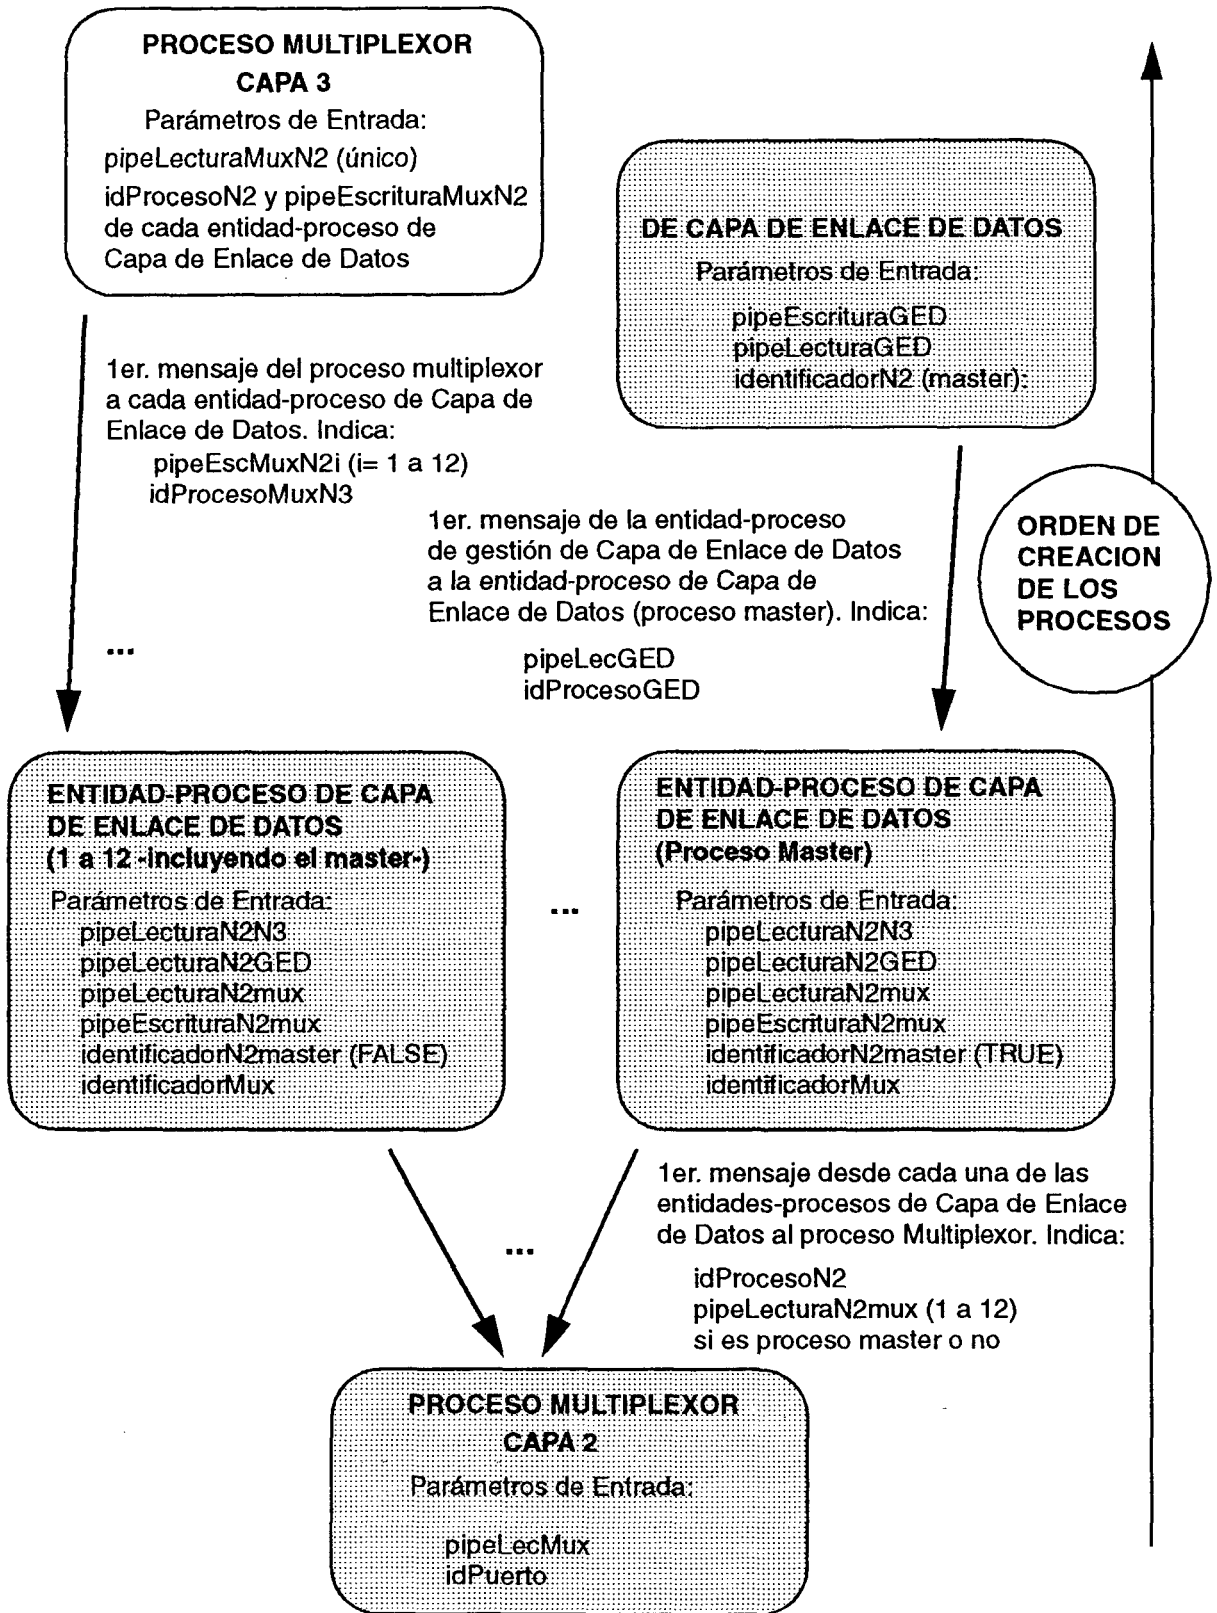 PROCESO MULTIPLEXOR
CAPA 3
Parámetros de Entrada:
pipeLecturaMuxN2 (único)
idProcesoN2 y pipeEscrituraMuxN2
de cada entidad-proceso de
Capa de Enlace de Datos
DE CAPA DE ENLACE DE DATOS
Parámetros de Entrada:
pipeEscrituraGED
pipeLecturaGED
identificadorN2 (master):
1er. mensaje del proceso multiplexor
a cada entidad-proceso de Capa de
Enlace de Datos. Indica:
pipeEscMuxN2i (i= 1 a 12)
idProcesoMuxN3
...
1er. mensaje de la entidad-proceso
de gestión de Capa de Enlace de Datos
a la entidad-proceso de Capa de
Enlace de Datos (proceso master). Indica:
pipeLecGED
idProcesoGED
ORDEN DE
CREACION
DE LOS
PROCESOS
ENTIDAD-PROCESO DE CAPA
DE ENLACE DE DATOS
(1 a 12 -incluyendo el master-)
Parámetros de Entrada:
pipeLecturaN2N3
pipeLecturaN2GED
pipeLecturaN2mux
pipeEscrituraN2mux
identificadorN2master (FALSE)
identificadorMux
...
ENTIDAD-PROCESO DE CAPA
DE ENLACE DE DATOS
(Proceso Master)
Parámetros de Entrada:
pipeLecturaN2N3
pipeLecturaN2GED
pipeLecturaN2mux
pipeEscrituraN2mux
identificadorN2master (TRUE)
identificadorMux
...
1er. mensaje desde cada una de las
entidades-procesos de Capa de Enlace
de Datos al proceso Multiplexor. Indica:
idProcesoN2
pipeLecturaN2mux (1 a 12)
si es proceso master o no
PROCESO MULTIPLEXOR
CAPA 2
Parámetros de Entrada:
pipeLecMux
idPuerto